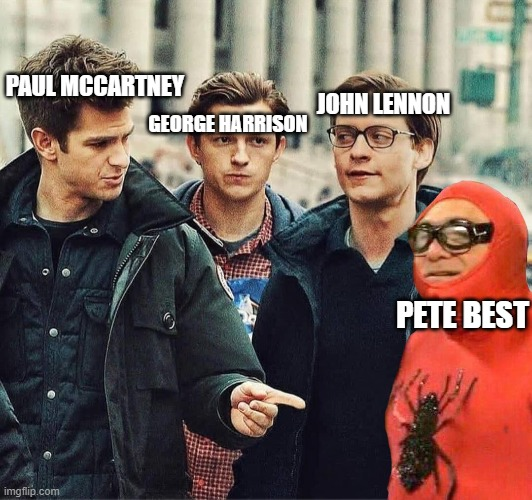 PAUL MCCARTNEY
GEORGE HARRISON
JOHN LENNON
PETE BEST
imgflip.com